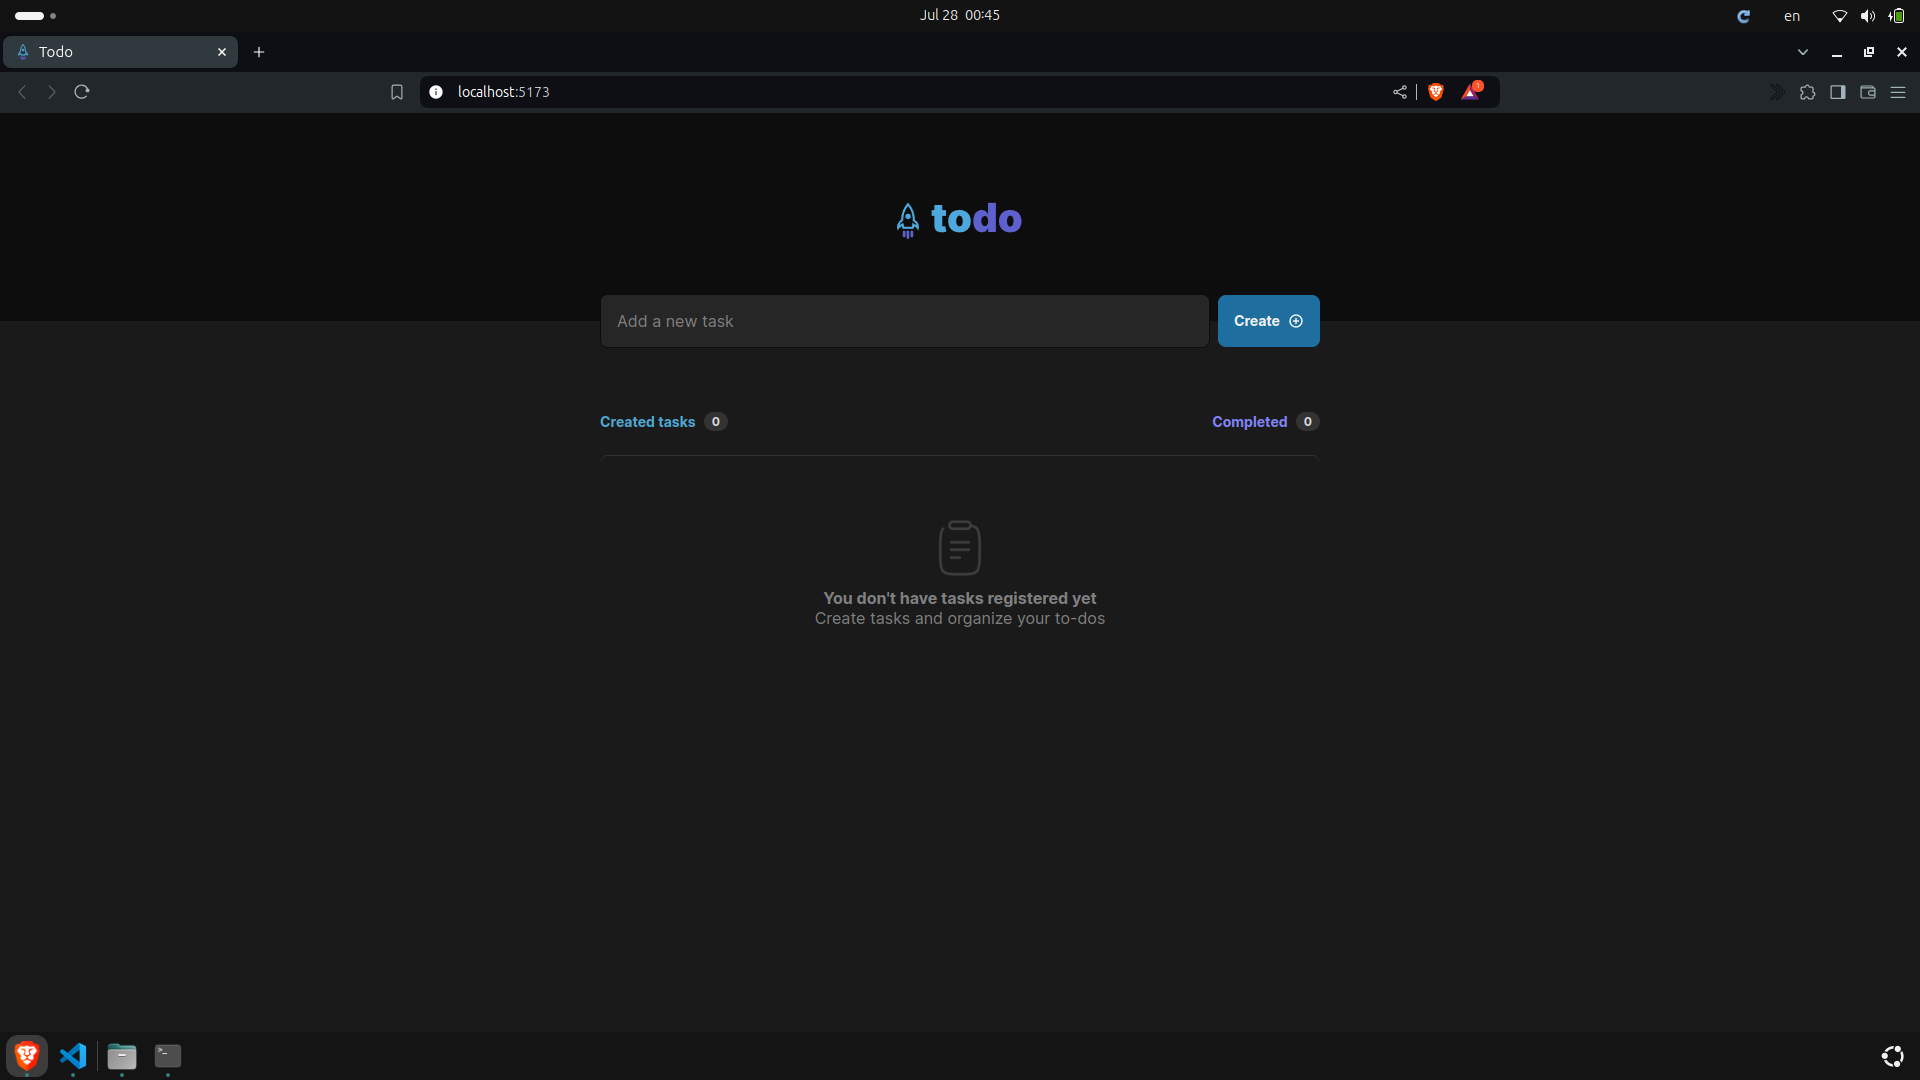 Jul 28 00:45
en
Todo
localhost:5173
1
todo
Add a new task
Create
Created tasks 0
Completed 0
You don't have tasks registered yet
Create tasks and organize your to-dos